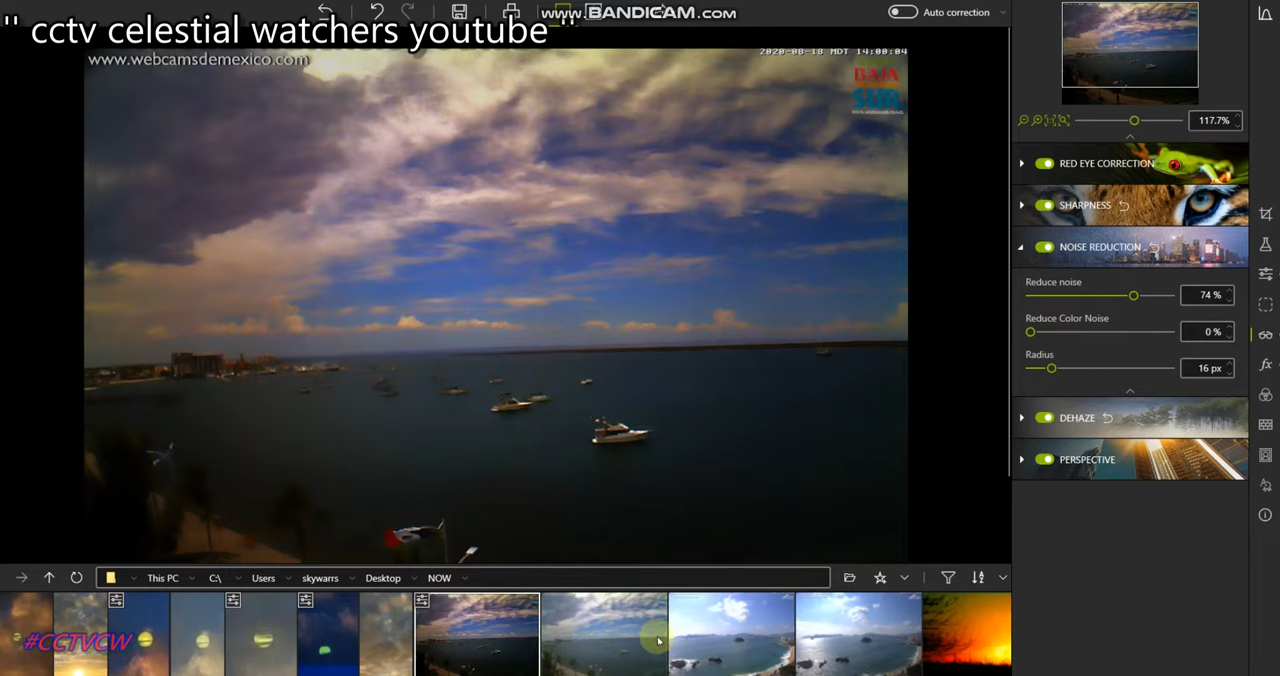 www.BANDICAM.com
Auto correction
" cctv celestial watchers youtube "
www.webcamsdemexico.com
2020-08-18 MDT 14:00:04
BAJA
SUR
117.7%
RED EYE CORRECTION
SHARPNESS
NOISE REDUCTION
Reduce noise
74 %
Reduce Color Noise
0 %
Radius
16 px
DEHAZE
PERSPECTIVE
This PC
C:\
Users
skywarrs
Desktop
NOW
#CCTVCW